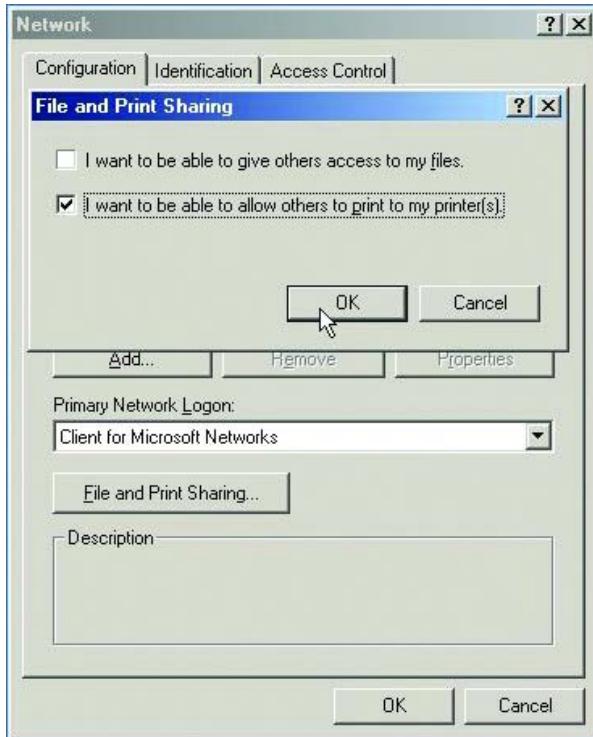 Network
Configuration Identification Access Control
File and Print Sharing
I want to be able to give others access to my files.
I want to be able to allow others to print to my printer(s).
OK Cancel
Add... Remove Properties
Primary Network Logon:
Client for Microsoft Networks
File and Print Sharing...
Description
OK Cancel